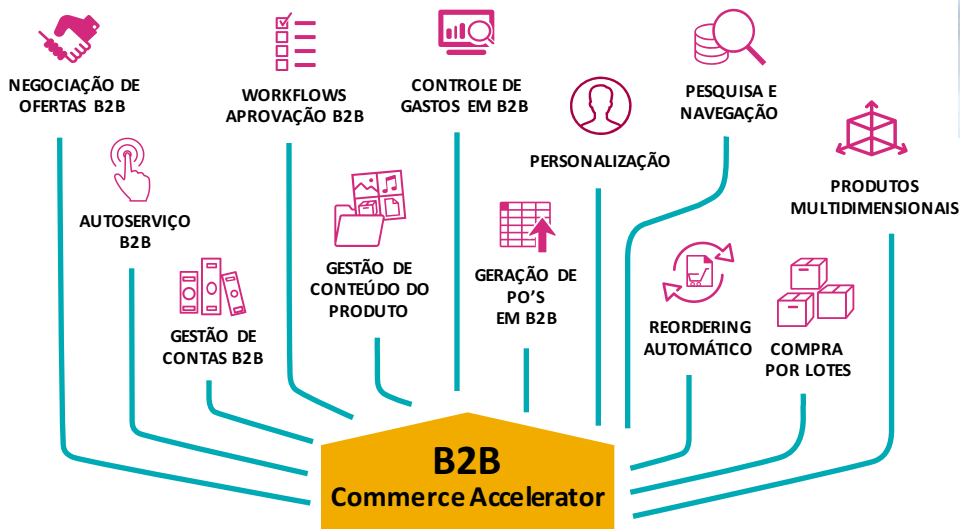 NEGOCIAÇÃO DE
OFERTAS B2B
WORKFLOWS
APROVAÇÃO B2B
CONTROLE DE
GASTOS EM B2B
PESQUISA E
NAVEGAÇÃO
PERSONALIZAÇÃO
PRODUTOS
MULTIDIMENSIONAIS
AUTOSERVIÇO
B2B
GESTÃO DE
CONTEÚDO DO
PRODUTO
GERAÇÃO DE
PO'S
EM B2B
GESTÃO DE
CONTAS B2B
REORDERING
AUTOMÁTICO
COMPRA
POR LOTES
B2B
Commerce Accelerator